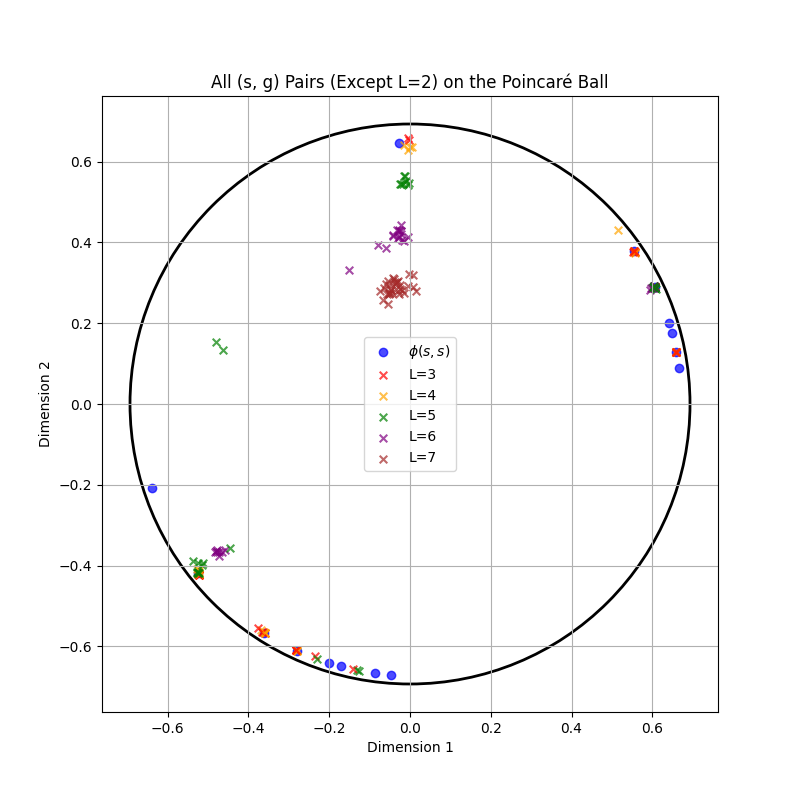 All (s, g) Pairs (Except L=2) on the Poincaré Ball
0.6
0.4
0.2
0.0
−0.2
−0.4
−0.6
Dimension 2
ϕ(s, s)
L=3
L=4
L=5
L=6
L=7
−0.6 −0.4 −0.2 0.0 0.2 0.4 0.6
Dimension 1